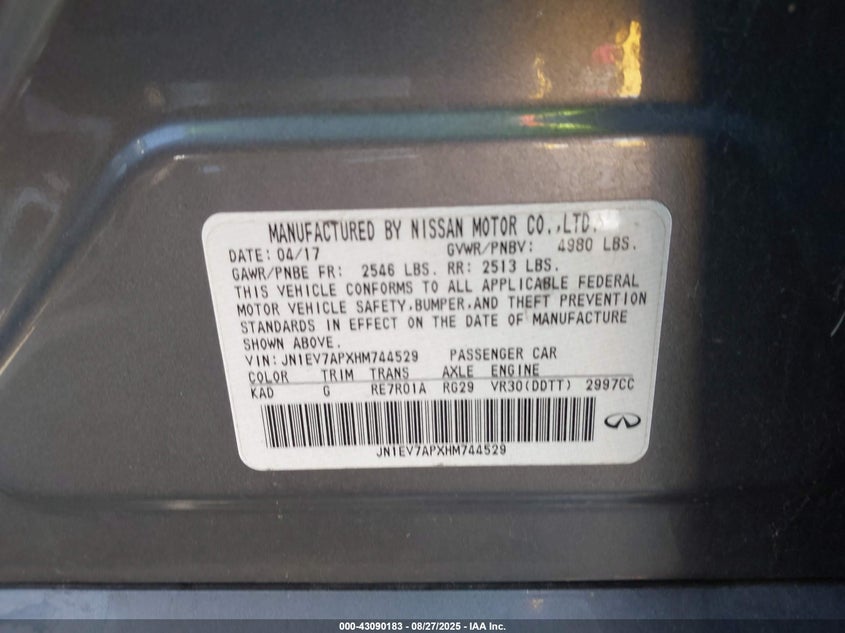 MANUFACTURED BY NISSAN MOTOR CO.,LTD.
DATE: 04/17 GVWR/PNBV: 4980 LBS.
GAWR/PNBE FR: 2546 LBS. RR: 2513 LBS.
THIS VEHICLE CONFORMS TO ALL APPLICABLE FEDERAL
MOTOR VEHICLE SAFETY,BUMPER,AND THEFT PREVENTION
STANDARDS IN EFFECT ON THE DATE OF MANUFACTURE
SHOWN ABOVE.
VIN: JN1EV7APXHM744529 PASSENGER CAR
COLOR TRIM TRANS AXLE ENGINE
KAD G RE7R01A RG29 VR30(DDTT) 2997CC
JN1EV7APXHM744529
000-43090183 - 08/27/2025 - IAA Inc.